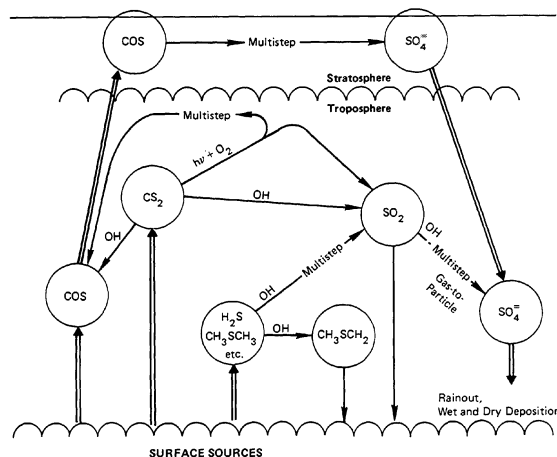 COS
Multistep
SO₄⁼
Stratosphere
Troposphere
Multistep
hν + O₂
CS₂
OH
SO₂
OH
OH
Multistep
Gas-to-
Particle
OH
Multistep
COS
H₂S
CH₃SCH₃
etc.
OH
CH₃SCH₂
SO₄⁼
Rainout,
Wet and Dry Deposition
SURFACE SOURCES